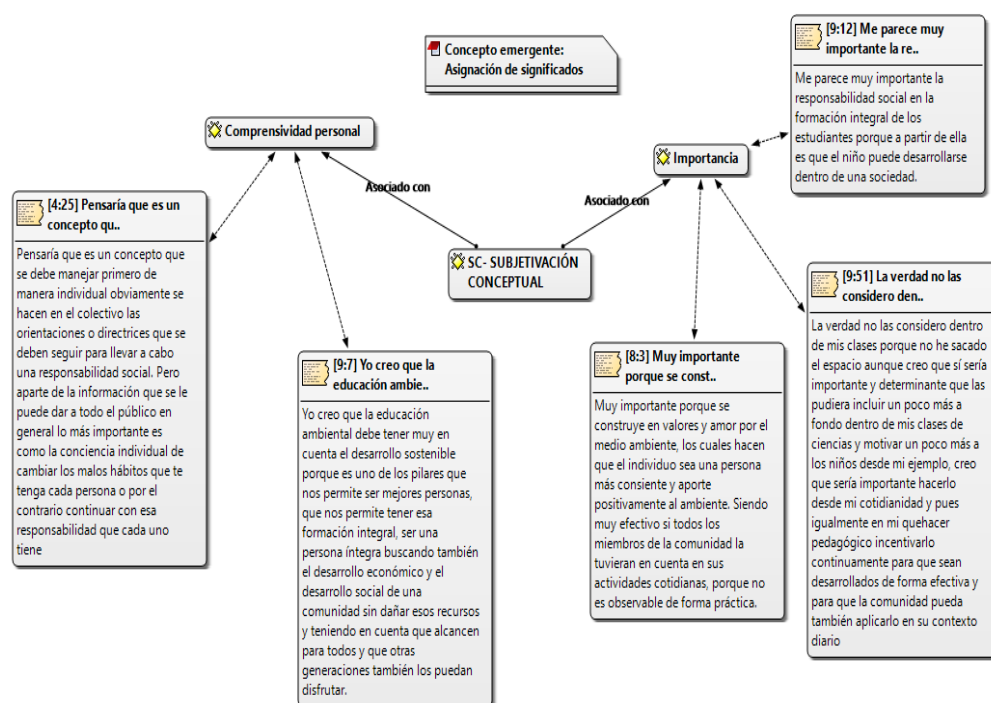 Concepto emergente:
Asignación de significados
[9:12] Me parece muy
importante la re..
Me parece muy importante la
responsabilidad social en la
formación integral de los
estudiantes porque a partir de ella
es que el niño puede desarrollarse
dentro de una sociedad.
Comprensividad personal
Importancia
Asociado con
Asociado con
SC- SUBJETIVACIÓN
CONCEPTUAL
[4:25] Pensaría que es un
concepto qu..
Pensaría que es un concepto que
se debe manejar primero de
manera individual obviamente se
hacen en el colectivo las
orientaciones o directrices que se
deben seguir para llevar a cabo
una responsabilidad social. Pero
aparte de la información que se le
puede dar a todo el público en
general lo más importante es
como la conciencia individual de
cambiar los malos hábitos que te
tenga cada persona o por el
contrario continuar con esa
responsabilidad que cada uno
tiene
[9:7] Yo creo que la
educación ambie..
Yo creo que la educación
ambiental debe tener muy en
cuenta el desarrollo sostenible
porque es uno de los pilares que
nos permite ser mejores personas,
que nos permite tener esa
formación integral, ser una
persona íntegra buscando también
el desarrollo económico y el
desarrollo social de una
comunidad sin dañar esos recursos
y teniendo en cuenta que alcancen
para todos y que otras
generaciones también los puedan
disfrutar.
[8:3] Muy importante
porque se const..
Muy importante porque se
construye en valores y amor por el
medio ambiente, los cuales hacen
que el individuo sea una persona
más consiente y aporte
positivamente al ambiente. Siendo
muy efectivo si todos los
miembros de la comunidad la
tuvieran en cuenta en sus
actividades cotidianas, porque no
es observable de forma práctica.
[9:51] La verdad no las
considero den..
La verdad no las considero dentro
de mis clases porque no he sacado
el espacio aunque creo que sí sería
importante y determinante que las
pudiera incluir un poco más a
fondo dentro de mis clases de
ciencias y motivar un poco más a
los niños desde mi ejemplo, creo
que sería importante hacerlo
desde mi cotidianidad y pues
igualmente en mi quehacer
pedagógico incentivarlo
continuamente para que sean
desarrollados de forma efectiva y
para que la comunidad pueda
también aplicarlo en su contexto
diario